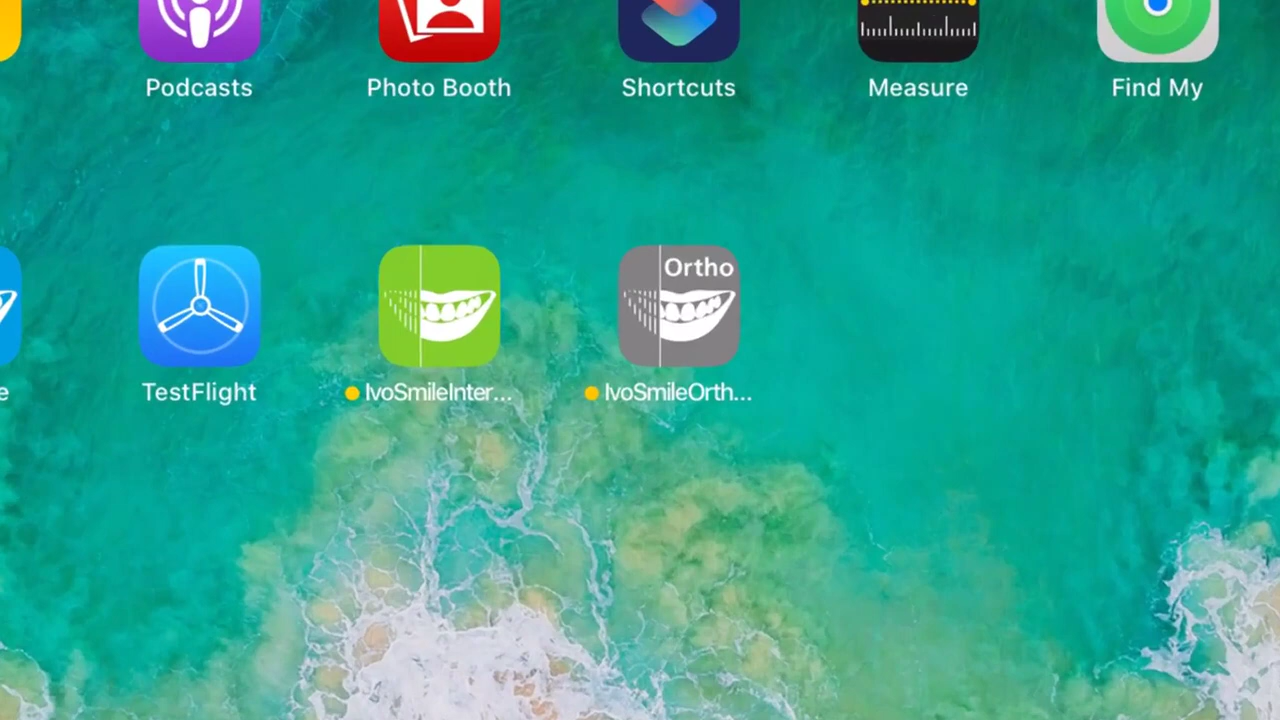 Podcasts
Photo Booth
Shortcuts
Measure
Find My
Ortho
e
TestFlight
IvoSmileInter...
IvoSmileOrth...